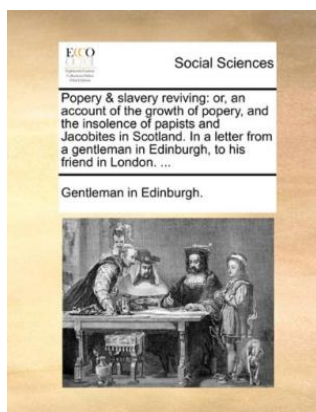 ECCO
Social Sciences
Popery & slavery reviving: or, an
account of the growth of popery, and
the insolence of papists and
Jacobites in Scotland. In a letter from
a gentleman in Edinburgh, to his
friend in London. ...
Gentleman in Edinburgh.